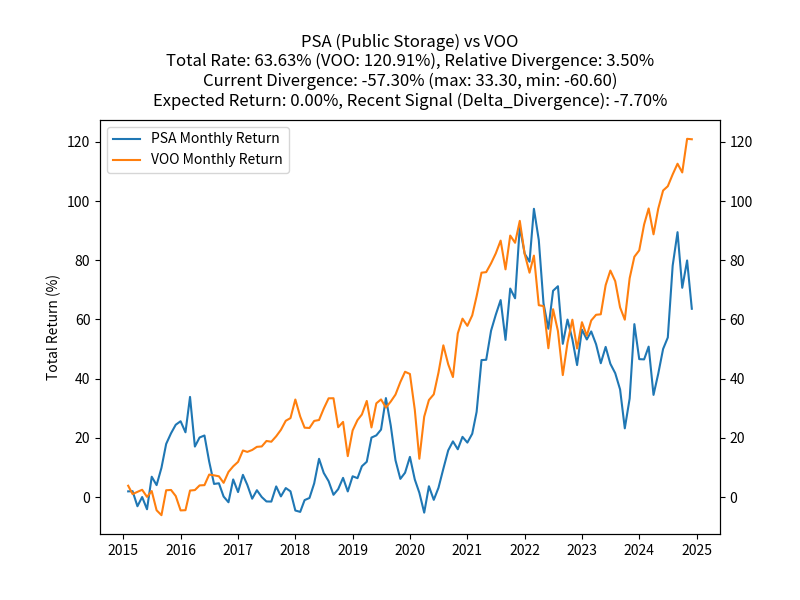 PSA (Public Storage) vs VOO
Total Rate: 63.63% (VOO: 120.91%), Relative Divergence: 3.50%
Current Divergence: -57.30% (max: 33.30, min: -60.60)
Expected Return: 0.00%, Recent Signal (Delta_Divergence): -7.70%
PSA Monthly Return
VOO Monthly Return
Total Return (%)
120
100
80
60
40
20
0
120
100
80
60
40
20
0
2015 2016 2017 2018 2019 2020 2021 2022 2023 2024 2025